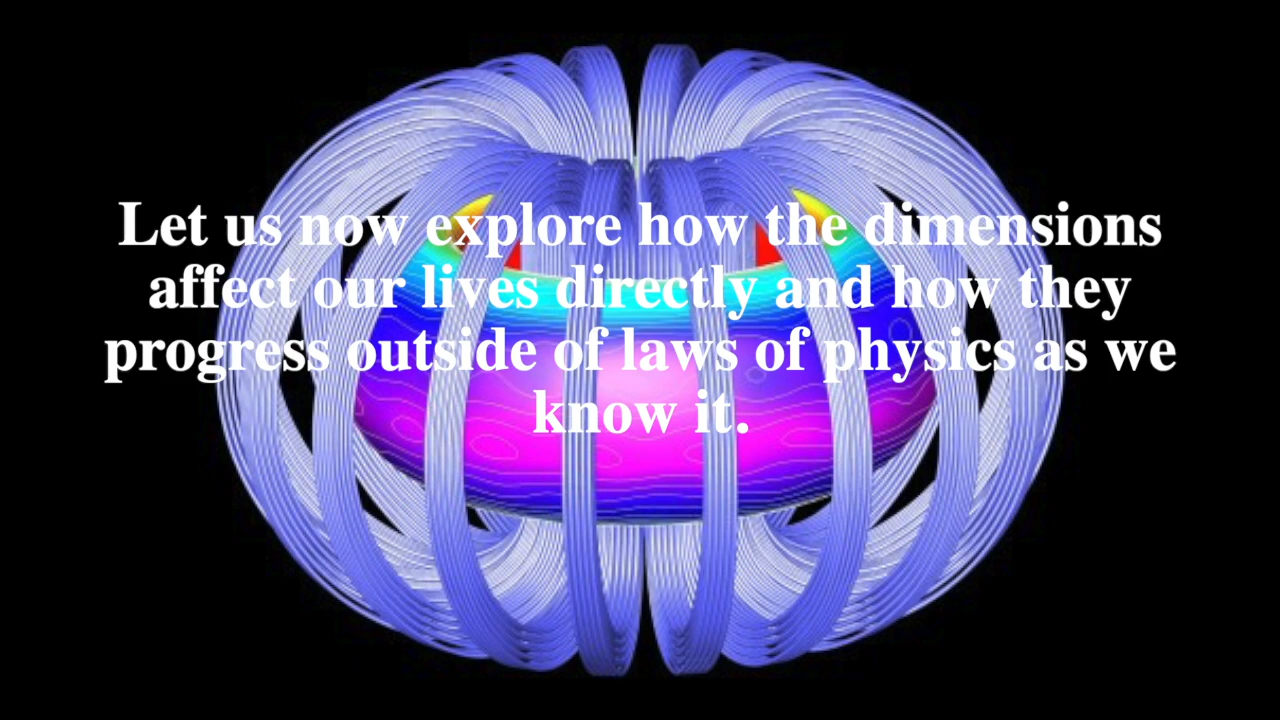 Let us now explore how the dimensions
affect our lives directly and how they
progress outside of laws of physics as we
know it.